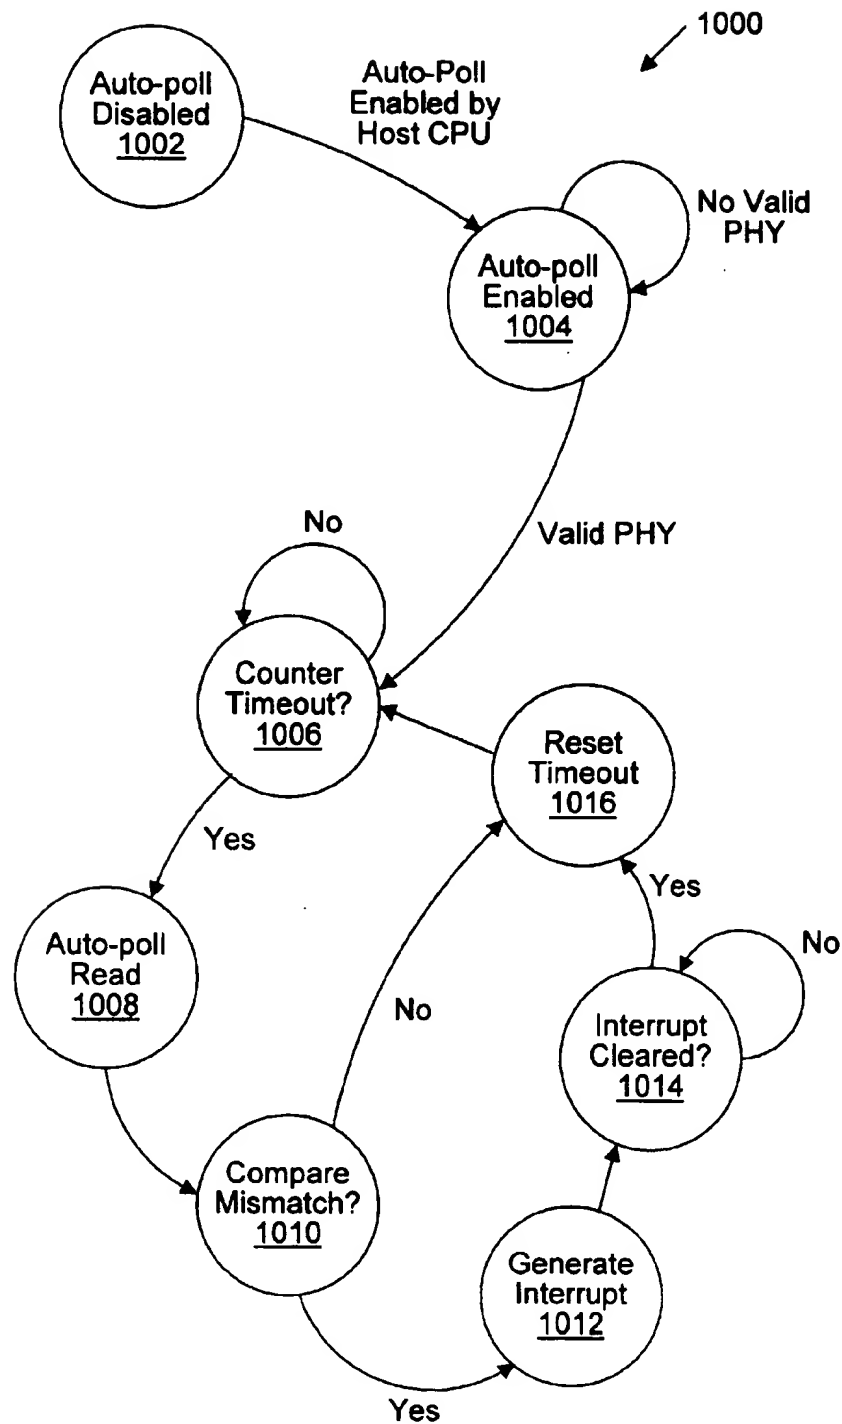 1000
Auto-poll
Disabled
1002
Auto-Poll
Enabled by
Host CPU
No Valid
PHY
Auto-poll
Enabled
1004
Valid PHY
No
Counter
Timeout?
1006
Reset
Timeout
1016
Yes
Yes
Auto-poll
Read
1008
No
No
Interrupt
Cleared?
1014
Compare
Mismatch?
1010
Generate
Interrupt
1012
Yes